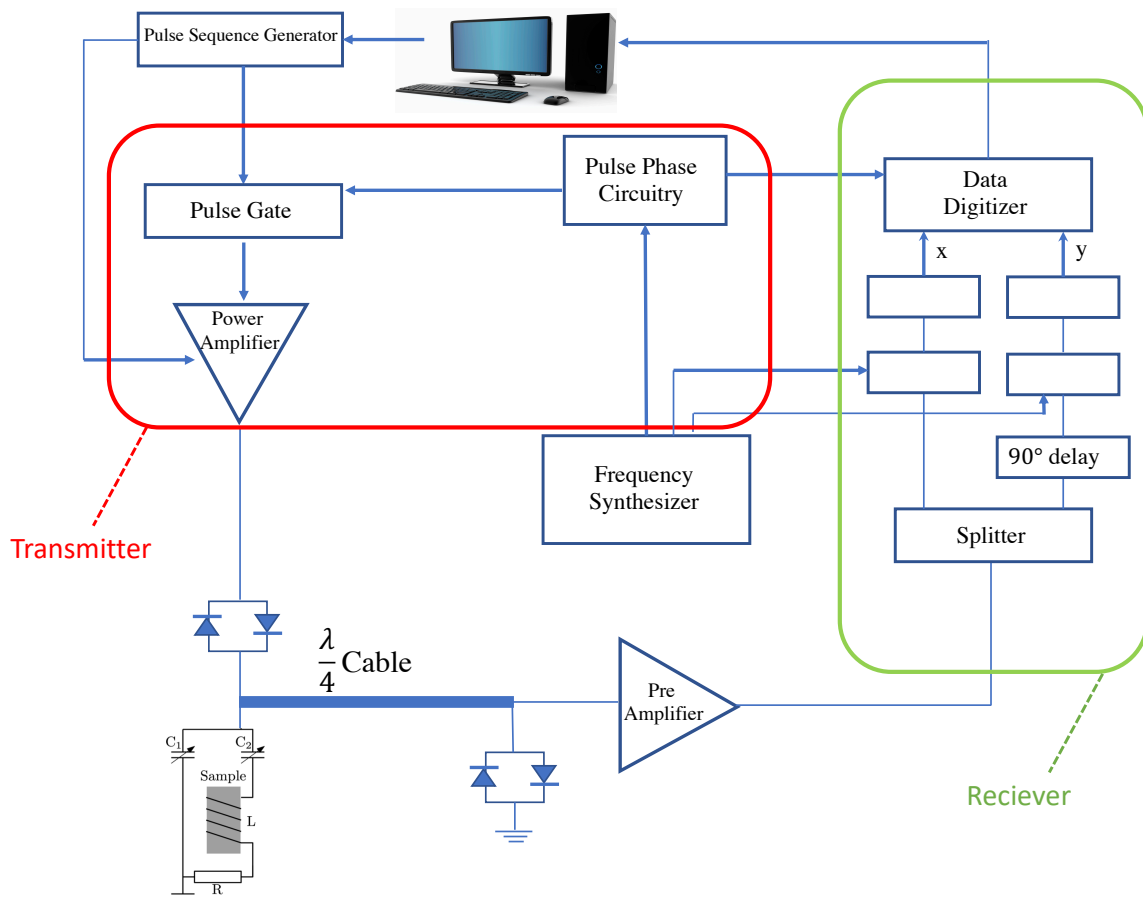 Pulse Sequence Generator
Pulse Phase
Circuitry
Data
Digitizer
Pulse Gate
x
y
Power
Amplifier
90° delay
Frequency
Synthesizer
Splitter
Transmitter
λ/4 Cable
Pre
Amplifier
C₁
C₂
Sample
L
R
Reciever